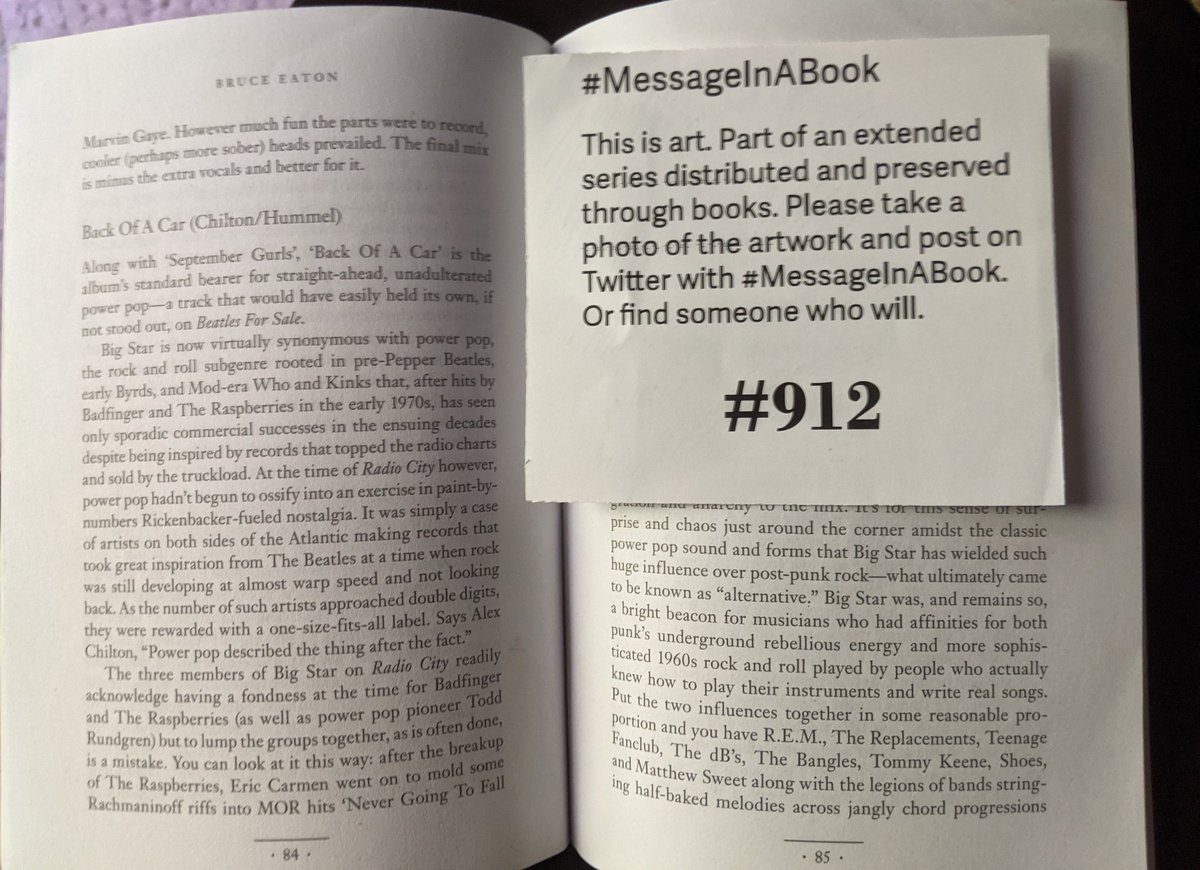 BRUCE EATON
Marvin Gaye. However much fun the parts were to record,
cooler (perhaps more sober) heads prevailed. The final mix
is minus the extra vocals and better for it.
Back Of A Car (Chilton/Hummel)
Along with ‘September Gurls’, ‘Back Of A Car’ is the
album’s standard bearer for straight-ahead, unadulterated
power pop—a track that would have easily held its own, if
not stood out, on Beatles For Sale.
Big Star is now virtually synonymous with power pop,
the rock and roll subgenre rooted in pre-Pepper Beatles,
early Byrds, and Mod-era Who and Kinks that, after hits by
Badfinger and The Raspberries in the early 1970s, has seen
only sporadic commercial successes in the ensuing decades
despite being inspired by records that topped the radio charts
and sold by the truckload. At the time of Radio City however,
power pop hadn’t begun to ossify into an exercise in paint-by-
numbers Rickenbacker-fueled nostalgia. It was simply a case
of artists on both sides of the Atlantic making records that
took great inspiration from The Beatles at a time when rock
was still developing at almost warp speed and not looking
back. As the number of such artists approached double digits,
they were rewarded with a one-size-fits-all label. Says Alex
Chilton, “Power pop described the thing after the fact.”
The three members of Big Star on Radio City readily
acknowledge having a fondness at the time for Badfinger
and The Raspberries (as well as power pop pioneer Todd
Rundgren) but to lump the groups together, as is often done,
is a mistake. You can look at it this way: after the breakup
of The Raspberries, Eric Carmen went on to mold some
Rachmaninoff riffs into MOR hits ‘Never Going To Fall
· 84 ·
#MessageInABook
This is art. Part of an extended
series distributed and preserved
through books. Please take a
photo of the artwork and post on
Twitter with #MessageInABook.
Or find someone who will.
#912
and anarchy to the mix. It’s for this sense of sur-
prise and chaos just around the corner amidst the classic
power pop sound and forms that Big Star has wielded such
huge influence over post-punk rock—what ultimately came
to be known as “alternative.” Big Star was, and remains so,
a bright beacon for musicians who had affinities for both
punk’s underground rebellious energy and more sophis-
ticated 1960s rock and roll played by people who actually
knew how to play their instruments and write real songs.
Put the two influences together in some reasonable pro-
portion and you have R.E.M., The Replacements, Teenage
Fanclub, The dB’s, The Bangles, Tommy Keene, Shoes,
and Matthew Sweet along with the legions of bands string-
ing half-baked melodies across jangly chord progressions
· 85 ·